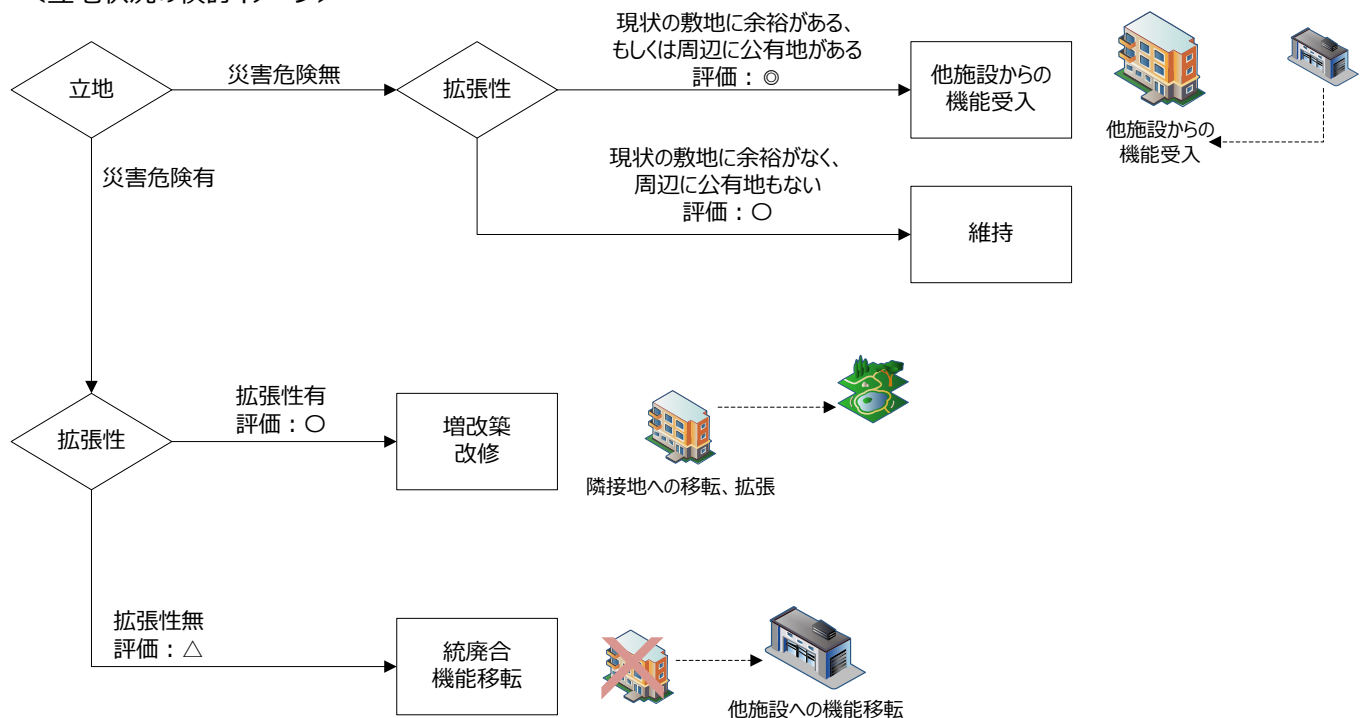 立地
災害危険無
拡張性
現状の敷地に余裕がある、
もしくは周辺に公有地がある
評価：◎
他施設からの
機能受入
他施設からの
機能受入
災害危険有
現状の敷地に余裕がなく、
周辺に公有地もない
評価：〇
維持
拡張性
拡張性有
評価：〇
増改築
改修
隣接地への移転、拡張
拡張性無
評価：△
統廃合
機能移転
他施設への機能移転